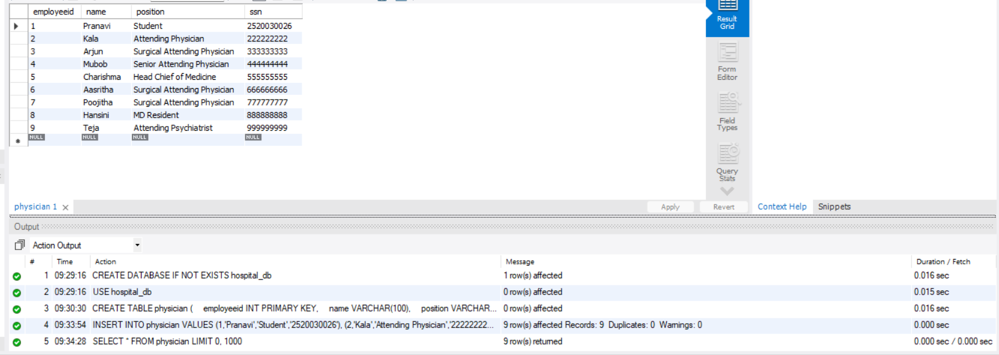 employeeid name position ssn
1 Pranavi Student 2520030026
2 Kala Attending Physician 222222222
3 Arjun Surgical Attending Physician 333333333
4 Mubob Senior Attending Physician 444444444
5 Charishma Head Chief of Medicine 555555555
6 Aasritha Surgical Attending Physician 666666666
7 Poojitha Surgical Attending Physician 777777777
8 Hansini MD Resident 888888888
9 Teja Attending Psychiatrist 999999999
NULL NULL NULL NULL
Result
Grid
Form
Editor
Field
Types
Query
Stats
physician 1
Apply Revert
Context Help Snippets
Output
Action Output
# Time Action Message Duration / Fetch
1 09:29:16 CREATE DATABASE IF NOT EXISTS hospital_db 1 row(s) affected 0.016 sec
2 09:29:16 USE hospital_db 0 row(s) affected 0.015 sec
3 09:30:30 CREATE TABLE physician ( employeeid INT PRIMARY KEY, name VARCHAR(100), position VARCHAR... 0 row(s) affected 0.016 sec
4 09:33:54 INSERT INTO physician VALUES (1,'Pranavi','Student','2520030026'), (2,'Kala','Attending Physician','22222222... 9 row(s) affected Records: 9 Duplicates: 0 Warnings: 0 0.000 sec
5 09:34:28 SELECT * FROM physician LIMIT 0, 1000 9 row(s) returned 0.000 sec / 0.000 sec